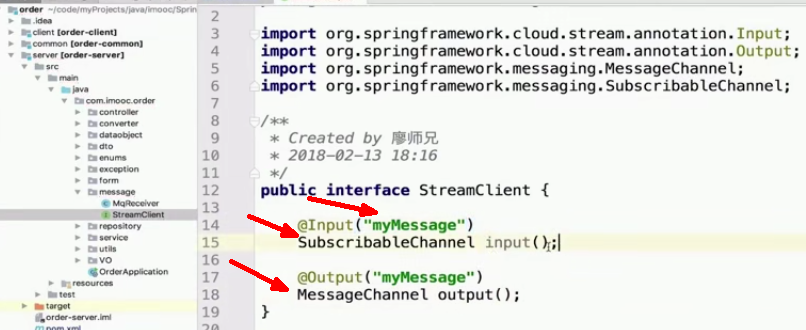 order ~/code/myProjects/java/imooc/Spri
.idea
client [order-client]
common [order-common]
server [order-server]
src
main
java
com.imooc.order
controller
converter
dataobject
dto
enums
exception
form
message
MqReceiver
StreamClient
repository
service
utils
VO
OrderApplication
resources
test
target
order-server.iml
pom.xml
2
3 import org.springframework.cloud.stream.annotation.Input;
4 import org.springframework.cloud.stream.annotation.Output;
5 import org.springframework.messaging.MessageChannel;
6 import org.springframework.messaging.SubscribableChannel;
7
8 /**
9 * Created by 廖师兄
10 * 2018-02-13 18:16
11 */
12 public interface StreamClient {
13
14 @Input("myMessage")
15 SubscribableChannel input();
16
17 @Output("myMessage")
18 MessageChannel output();
19 }
20